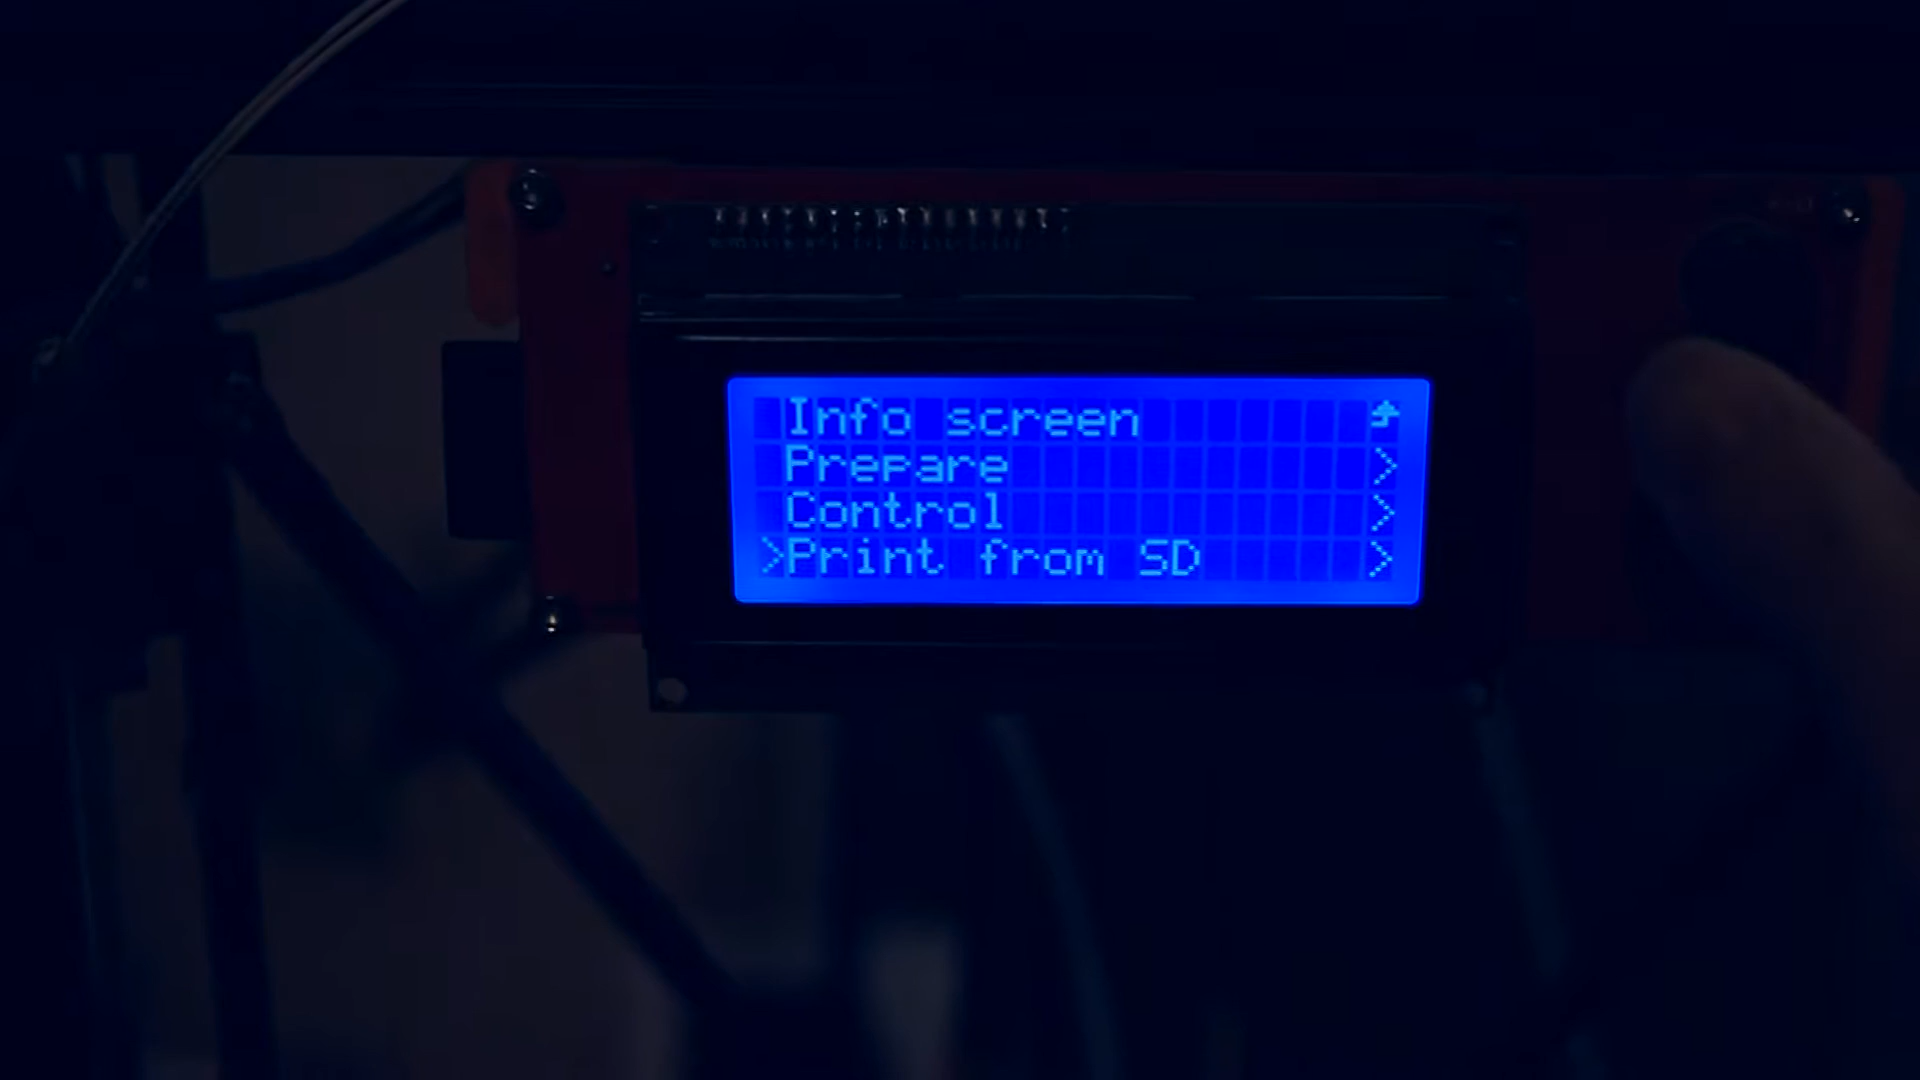 Info screen
Prepare >
Control >
>Print from SD >